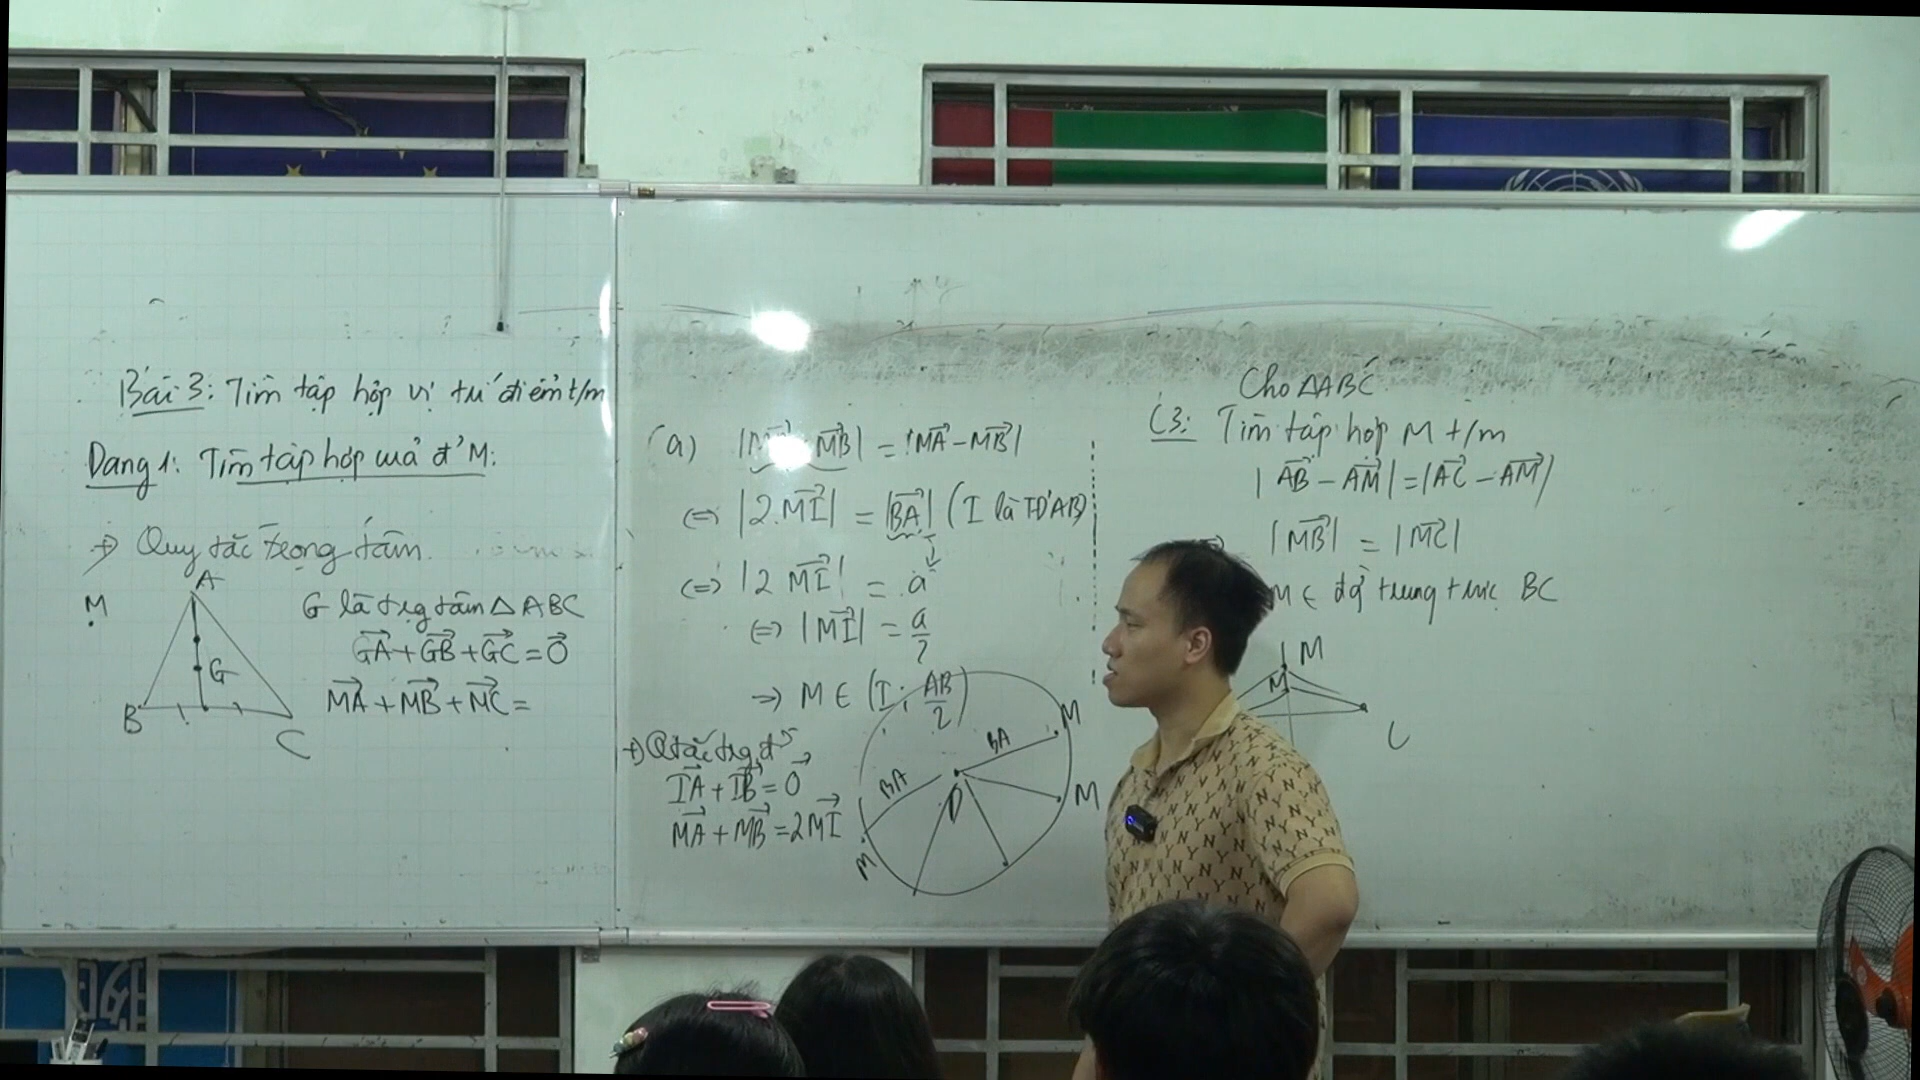 Bài 3: Tìm tập hợp vị trí điểm t/m
Dạng 1: Tìm tập hợp của đ' M:
+) Quy tắc trọng tâm.
A
M
G
B
C
G là trg tâm △ABC
GA + GB + GC = 0
MA + MB + MC =
a) MB| = |MA - MB|
<=> |2.MI| = |BA| (I là TĐ' AB)
<=> |2 MI| = a
<=> |MI| = a/2
=> M ∈ (I; AB/2)
+) Q tắc trg đ'
IA + IB = 0
MA + MB = 2MI
BA
M
BA
M
M
Cho △ABC
C3: Tìm tập hợp M t/m
|AB - AM| = |AC - AM|
|MB| = |MC|
M ∈ đg trung trực BC
M
M
C